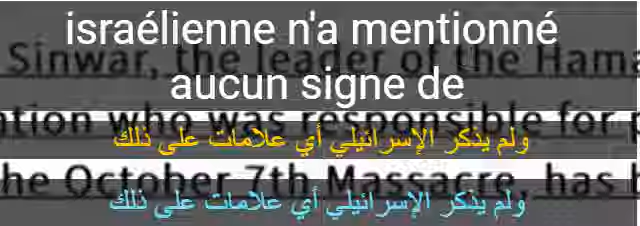 israélienne n'a mentionné
Sinwar, the leader of the Hama
aucun signe de
ation who was responsible for
ولم يذكر الإسرائيلي أي علامات على ذلك
he October 7th Massacre, has
ولم يذكر الإسرائيلي أي علامات على ذلك